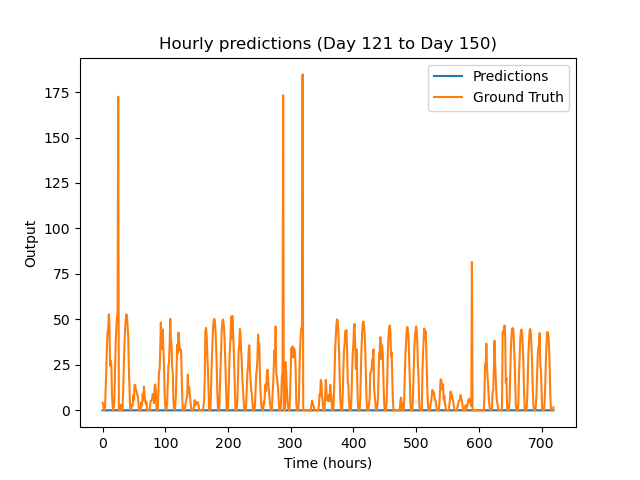 Hourly predictions (Day 121 to Day 150)
Predictions
Ground Truth
175
150
125
100
75
50
25
0
Output
0 100 200 300 400 500 600 700
Time (hours)